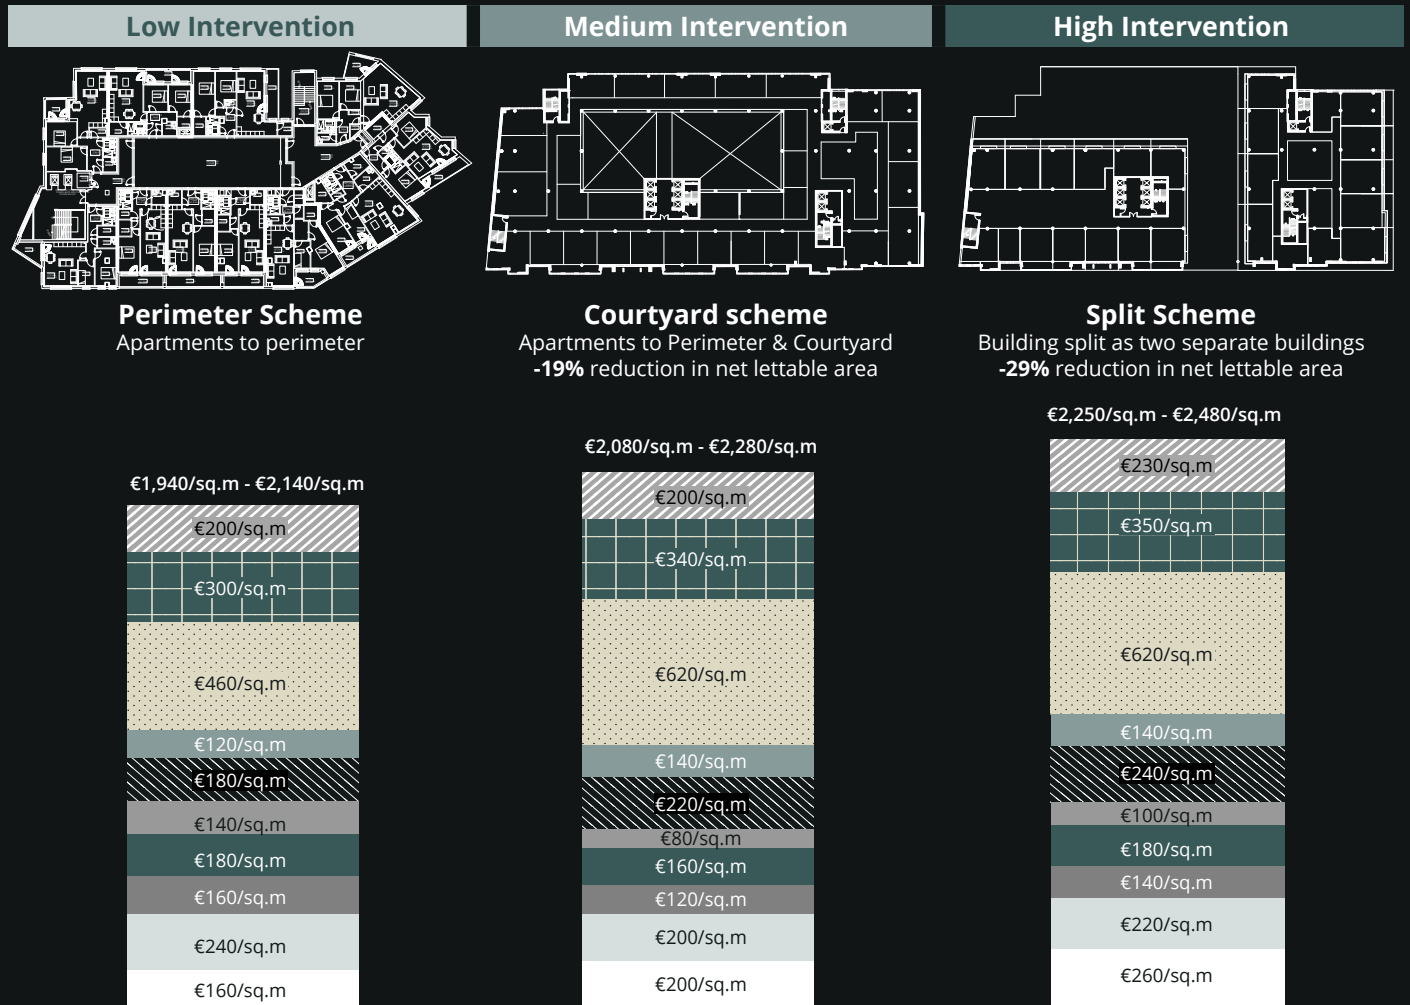 Low Intervention
Medium Intervention
High Intervention
Perimeter Scheme
Apartments to perimeter
Courtyard scheme
Apartments to Perimeter & Courtyard
-19% reduction in net lettable area
Split Scheme
Building split as two separate buildings
-29% reduction in net lettable area
€1,940/sq.m - €2,140/sq.m
€200/sq.m
€300/sq.m
€460/sq.m
€120/sq.m
€180/sq.m
€140/sq.m
€180/sq.m
€160/sq.m
€240/sq.m
€160/sq.m
€2,080/sq.m - €2,280/sq.m
€200/sq.m
€340/sq.m
€620/sq.m
€140/sq.m
€220/sq.m
€80/sq.m
€160/sq.m
€120/sq.m
€200/sq.m
€200/sq.m
€2,250/sq.m - €2,480/sq.m
€230/sq.m
€350/sq.m
€620/sq.m
€140/sq.m
€240/sq.m
€100/sq.m
€180/sq.m
€140/sq.m
€220/sq.m
€260/sq.m